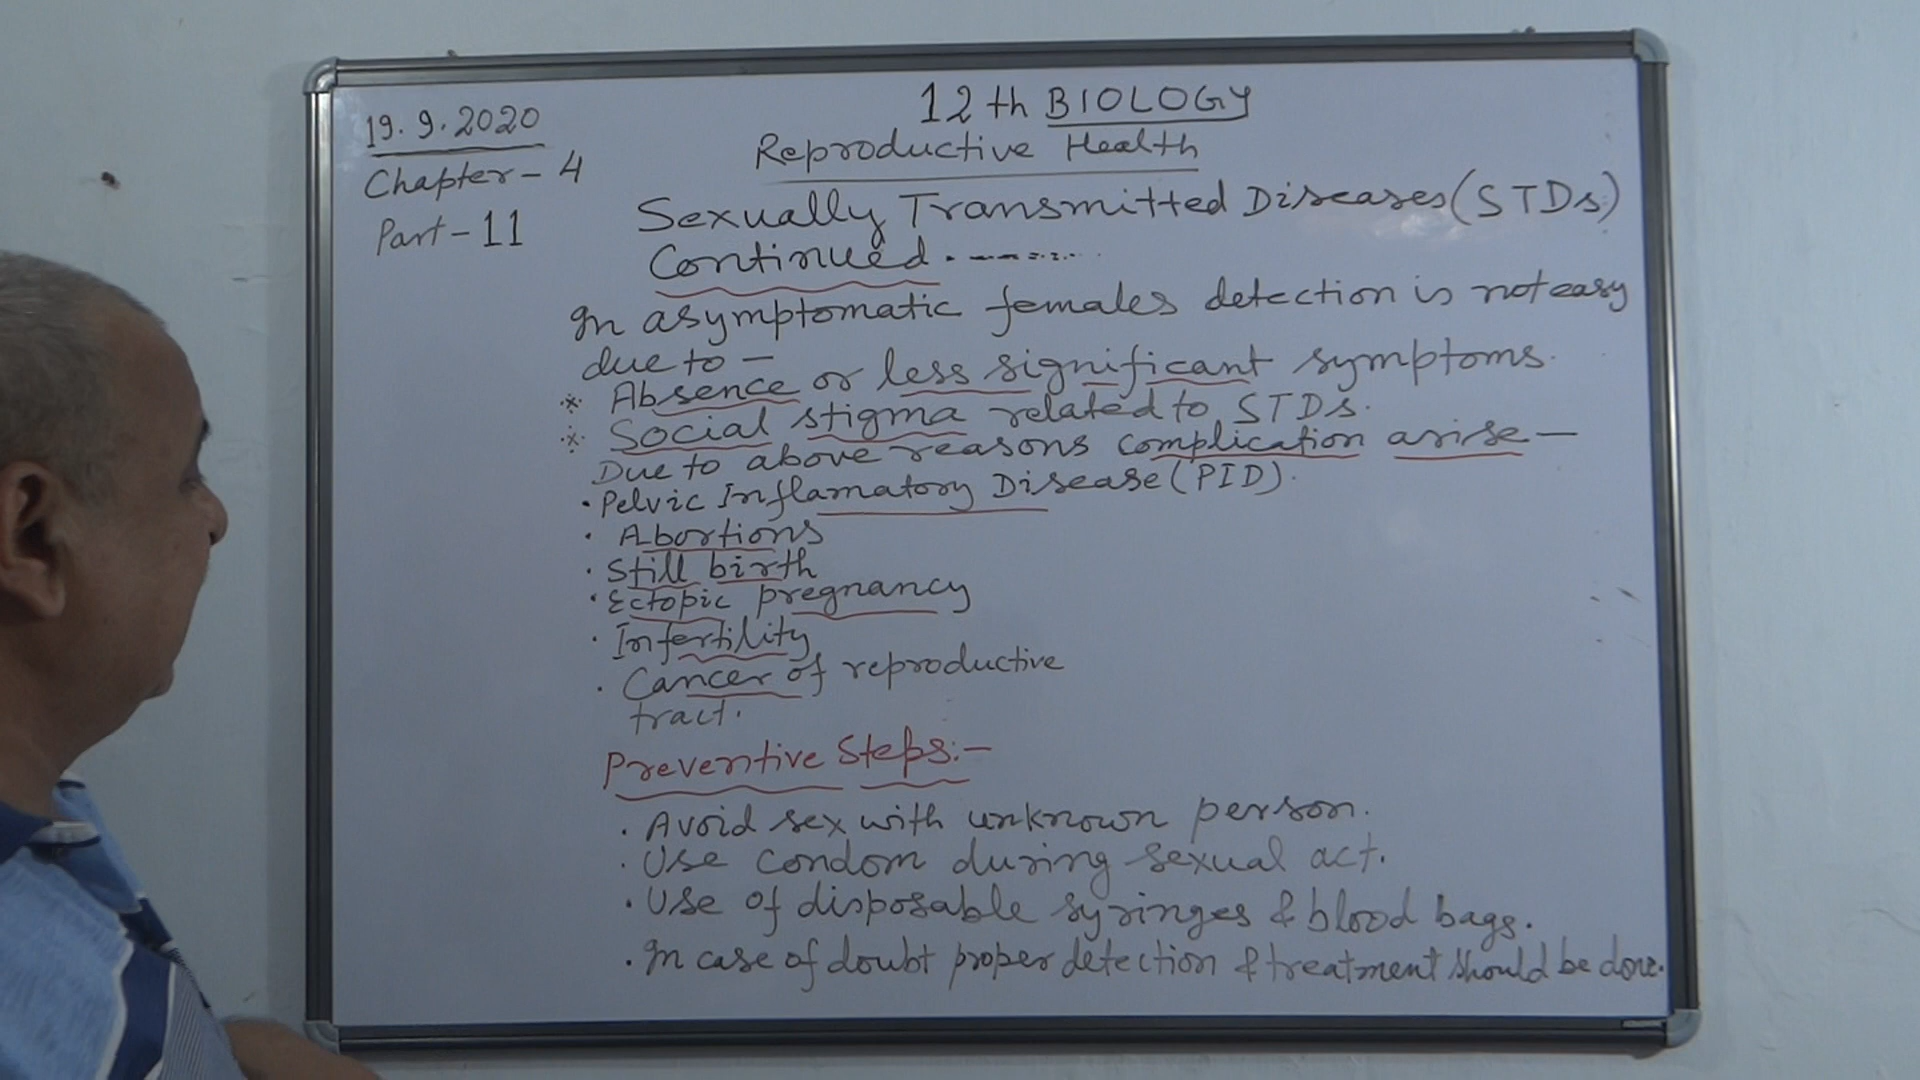 19.9.2020
Chapter - 4
Part - 11
12th BIOLOGY
Reproductive Health
Sexually Transmitted Diseases (STDs)
Continued.--------
In asymptomatic females detection is not easy
due to -
* Absence or less significant symptoms.
* Social stigma related to STDs.
Due to above reasons complication arise -
• Pelvic Inflamatory Disease (PID).
• Abortions
• Still birth
• Ectopic pregnancy
• Infertility
• Cancer of reproductive
tract.
Preventive Steps:-
• Avoid sex with unknown person.
• Use condom during sexual act.
• Use of disposable syringes & blood bags.
• In case of doubt proper detection & treatment should be done.